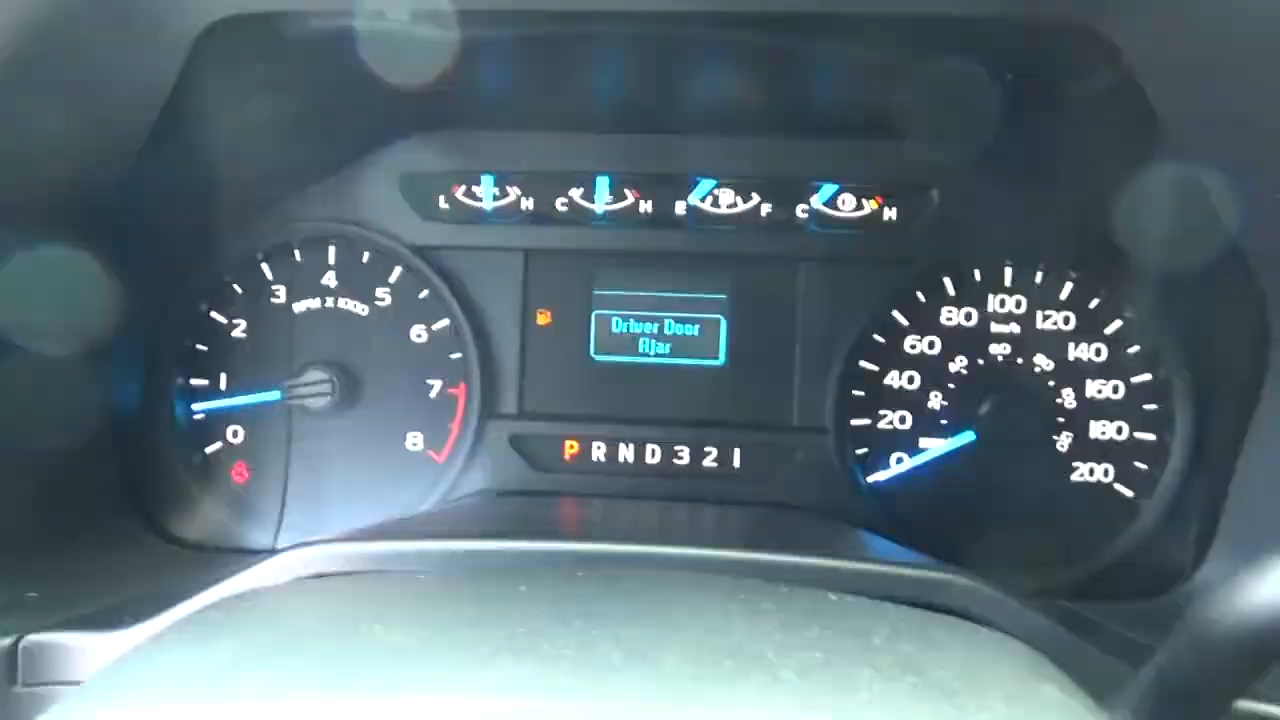 L H C H E F C H
4
3 5
RPM X 1000
2 6
1 7
0 8
Driver Door
Ajar
P R N D 3 2 1
100
80 120
km/h
60 140
40 160
20 180
0 200